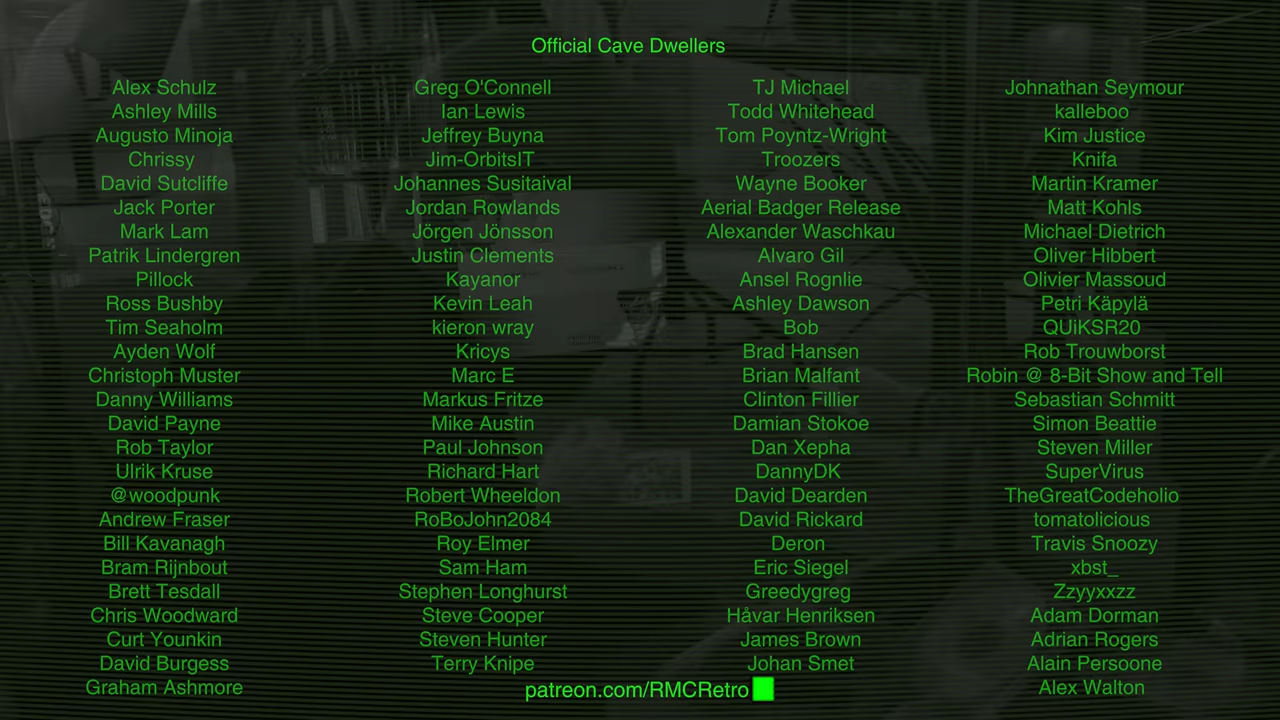 Official Cave Dwellers
Alex Schulz
Ashley Mills
Augusto Minoja
Chrissy
David Sutcliffe
Jack Porter
Mark Lam
Patrik Lindergren
Pillock
Ross Bushby
Tim Seaholm
Ayden Wolf
Christoph Muster
Danny Williams
David Payne
Rob Taylor
Ulrik Kruse
@woodpunk
Andrew Fraser
Bill Kavanagh
Bram Rijnbout
Brett Tesdall
Chris Woodward
Curt Younkin
David Burgess
Graham Ashmore
Greg O'Connell
Ian Lewis
Jeffrey Buyna
Jim-OrbitsIT
Johannes Susitaival
Jordan Rowlands
Jörgen Jönsson
Justin Clements
Kayanor
Kevin Leah
kieron wray
Kricys
Marc E
Markus Fritze
Mike Austin
Paul Johnson
Richard Hart
Robert Wheeldon
RoBoJohn2084
Roy Elmer
Sam Ham
Stephen Longhurst
Steve Cooper
Steven Hunter
Terry Knipe
TJ Michael
Todd Whitehead
Tom Poyntz-Wright
Troozers
Wayne Booker
Aerial Badger Release
Alexander Waschkau
Alvaro Gil
Ansel Rognlie
Ashley Dawson
Bob
Brad Hansen
Brian Malfant
Clinton Fillier
Damian Stokoe
Dan Xepha
DannyDK
David Dearden
David Rickard
Deron
Eric Siegel
Greedygreg
Håvar Henriksen
James Brown
Johan Smet
Johnathan Seymour
kalleboo
Kim Justice
Knifa
Martin Kramer
Matt Kohls
Michael Dietrich
Oliver Hibbert
Olivier Massoud
Petri Käpylä
QUiKSR20
Rob Trouwborst
Robin @ 8-Bit Show and Tell
Sebastian Schmitt
Simon Beattie
Steven Miller
SuperVirus
TheGreatCodeholio
tomatolicious
Travis Snoozy
xbst_
Zzyyxxzz
Adam Dorman
Adrian Rogers
Alain Persoone
Alex Walton
patreon.com/RMCRetro